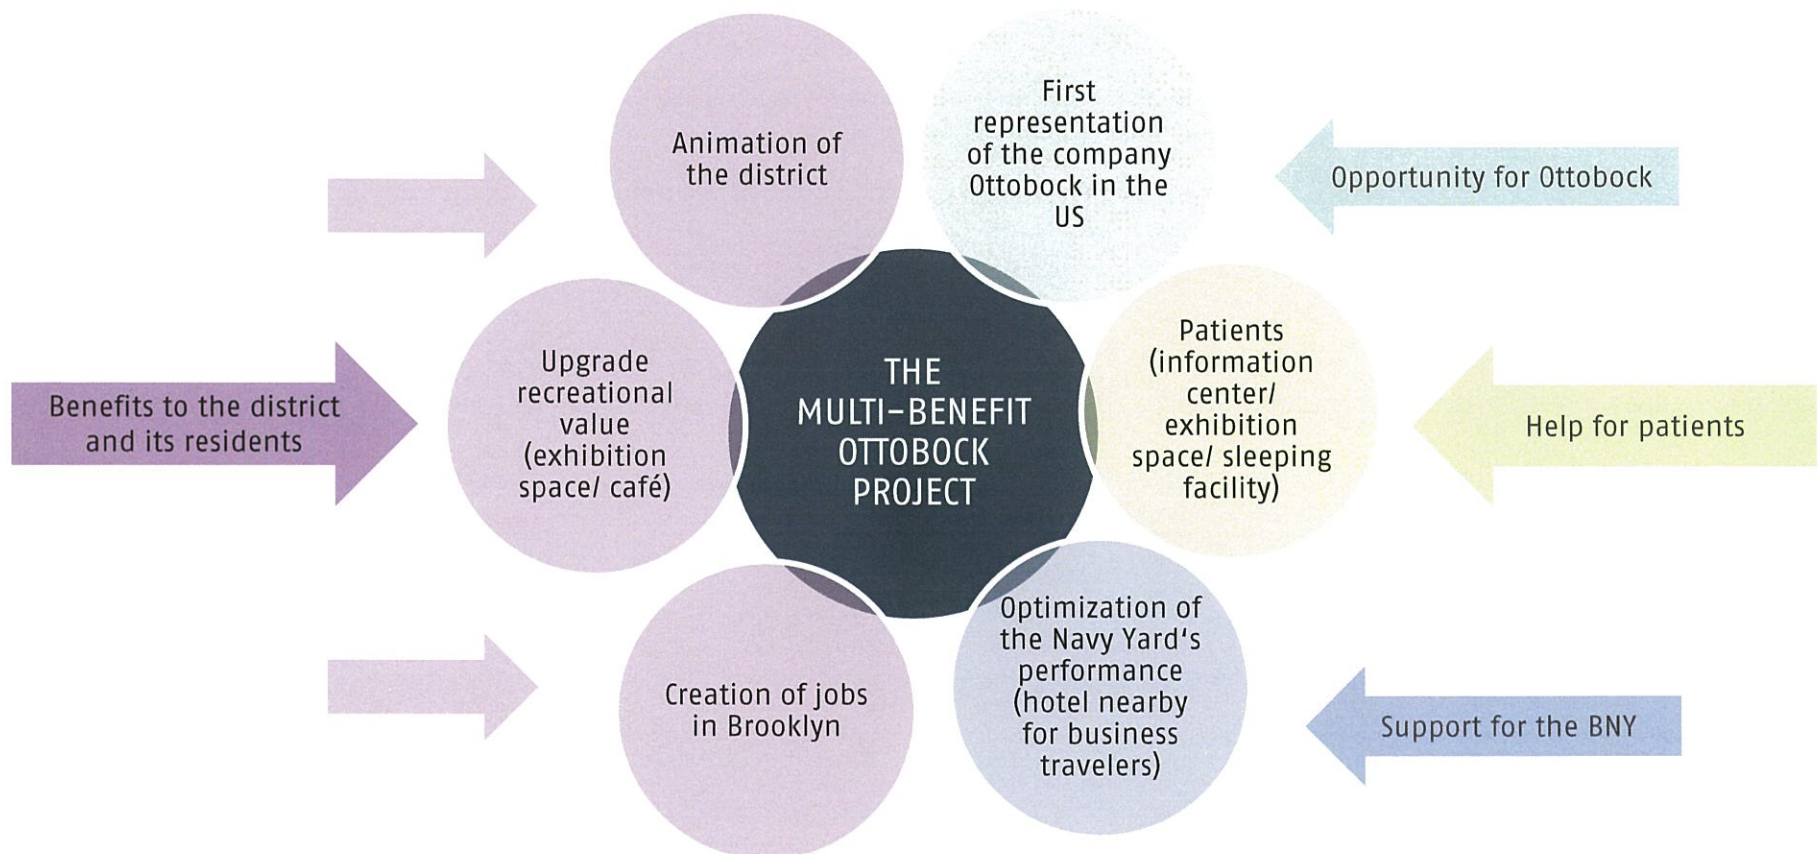 Animation of
the district
First
representation
of the company
Ottobock in the
US
Opportunity for Ottobock
Benefits to the district
and its residents
Upgrade
recreational
value
(exhibition
space/ café)
THE
MULTI-BENEFIT
OTTOBOCK
PROJECT
Patients
(information
center/
exhibition
space/ sleeping
facility)
Help for patients
Creation of jobs
in Brooklyn
Optimization of
the Navy Yard‘s
performance
(hotel nearby
for business
travelers)
Support for the BNY